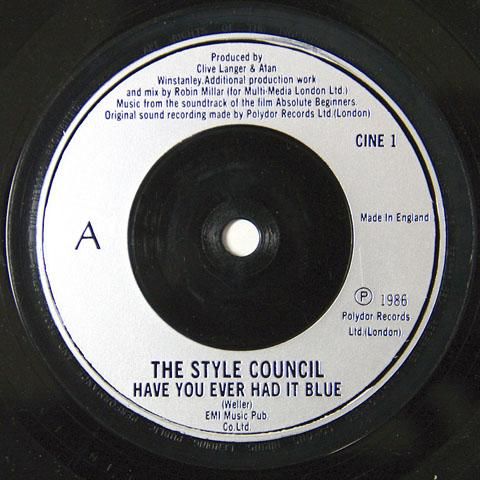 Produced by
Clive Langer & Alan
Winstanley.Additional production work
and mix by Robin Millar (for Multi-Media London Ltd.)
Music from the soundtrack of the film Absolute Beginners.
Original sound recording made by Polydor Records Ltd.(London)
CINE 1
A
Made in England
Ⓟ 1986
Polydor Records
Ltd.(London).
THE STYLE COUNCIL
HAVE YOU EVER HAD IT BLUE
(Weller)
EMI Music Pub.
Co.Ltd.